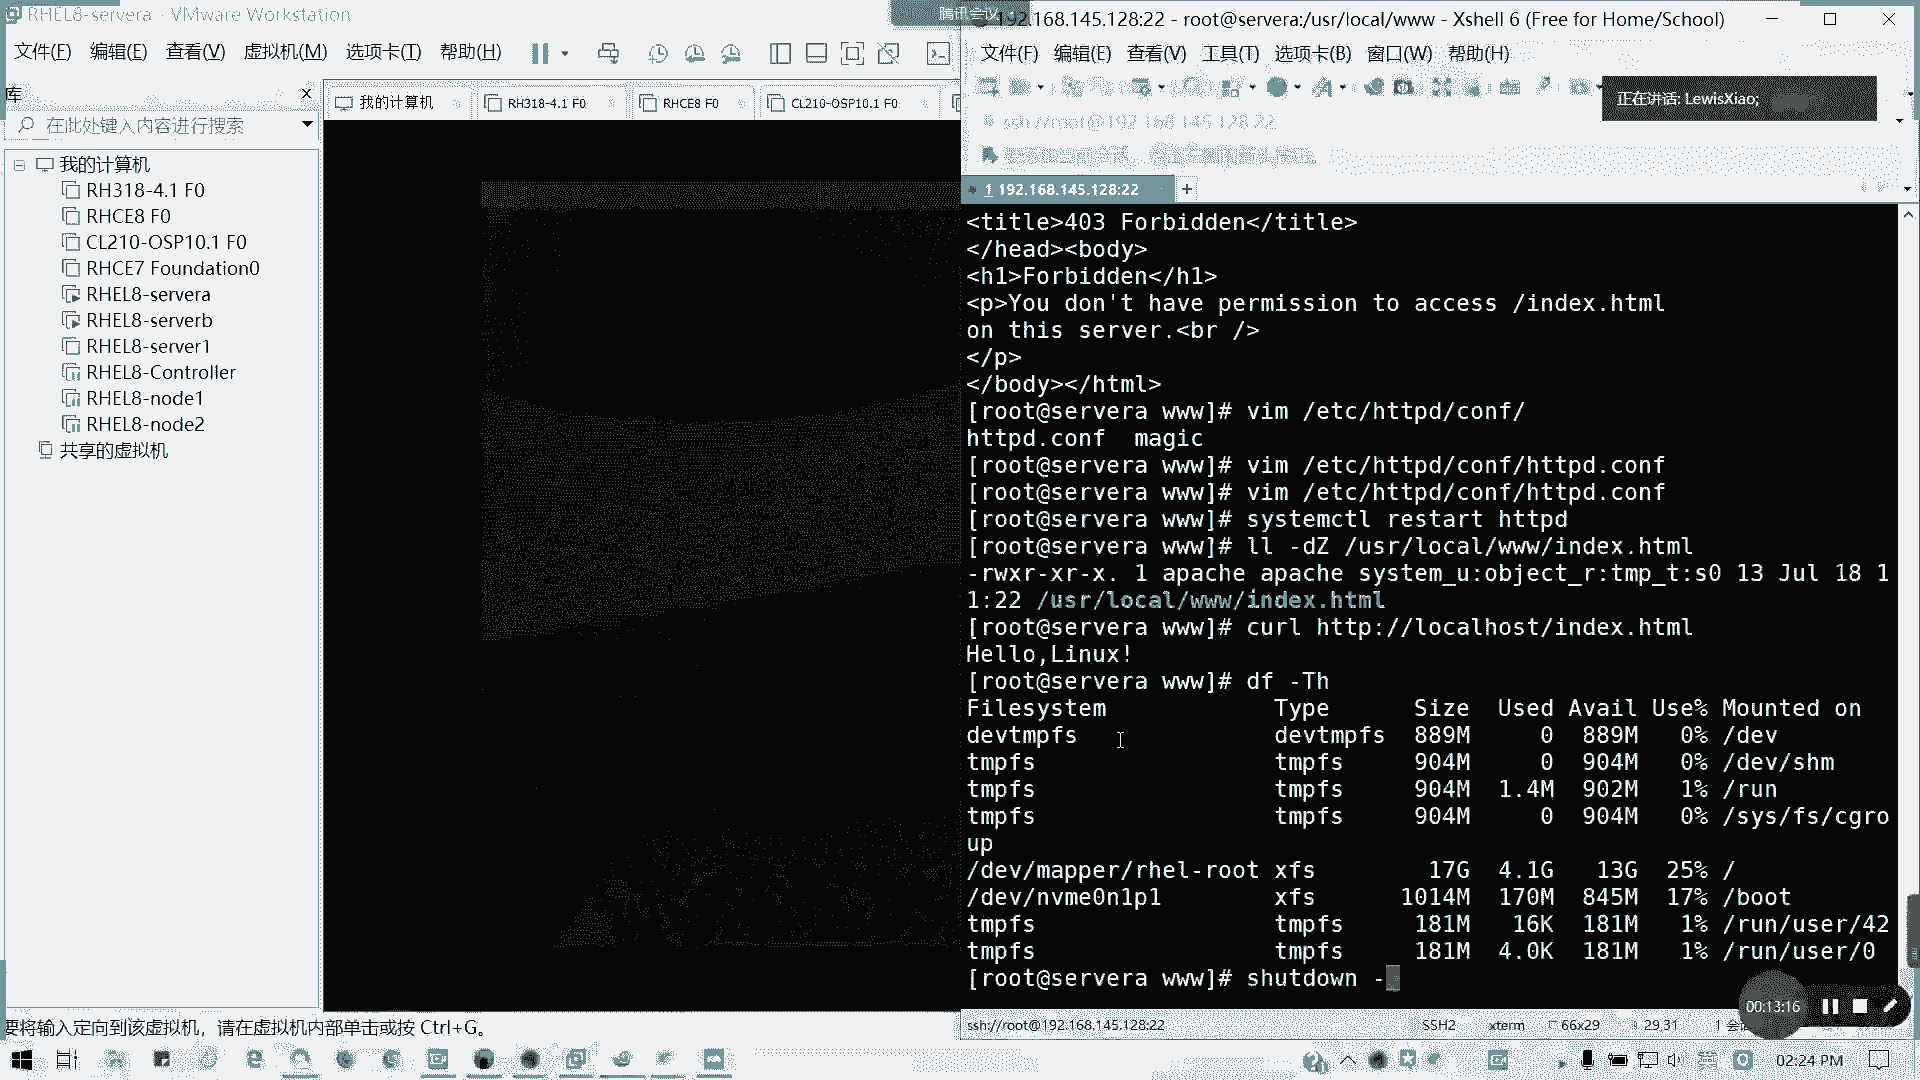 RHEL8-servera - VMware Workstation
文件(F) 编辑(E) 查看(V) 虚拟机(M) 选项卡(T) 帮助(H)
库
在此处键入内容进行搜索
我的计算机
RH318-4.1 F0
RHCE8 F0
CL210-OSP10.1 F0
RHCE7 Foundation0
RHEL8-servera
RHEL8-serverb
RHEL8-server1
RHEL8-Controller
RHEL8-node1
RHEL8-node2
共享的虚拟机
我的计算机
RH318-4.1 F0
RHCE8 F0
CL210-OSP10.1 F0
要将输入定向到该虚拟机，请在虚拟机内部单击或按 Ctrl+G。
腾讯会议
192.168.145.128:22 - root@servera:/usr/local/www - Xshell 6 (Free for Home/School)
文件(F) 编辑(E) 查看(V) 工具(T) 选项卡(B) 窗口(W) 帮助(H)
正在讲话: LewisXiao;
ssh://root@192.168.145.128:22
1 192.168.145.128:22
<title>403 Forbidden</title>
</head><body>
<h1>Forbidden</h1>
<p>You don't have permission to access /index.html
on this server.<br />
</p>
</body></html>
[root@servera www]# vim /etc/httpd/conf/
httpd.conf  magic
[root@servera www]# vim /etc/httpd/conf/httpd.conf
[root@servera www]# vim /etc/httpd/conf/httpd.conf
[root@servera www]# systemctl restart httpd
[root@servera www]# ll -dZ /usr/local/www/index.html
-rwxr-xr-x. 1 apache apache system_u:object_r:tmp_t:s0 13 Jul 18 1
1:22 /usr/local/www/index.html
[root@servera www]# curl http://localhost/index.html
Hello,Linux!
[root@servera www]# df -Th
Filesystem Type Size Used Avail Use% Mounted on
devtmpfs devtmpfs 889M 0 889M 0% /dev
tmpfs tmpfs 904M 0 904M 0% /dev/shm
tmpfs tmpfs 904M 1.4M 902M 1% /run
tmpfs tmpfs 904M 0 904M 0% /sys/fs/cgro
up
/dev/mapper/rhel-root xfs 17G 4.1G 13G 25% /
/dev/nvme0n1p1 xfs 1014M 170M 845M 17% /boot
tmpfs tmpfs 181M 16K 181M 1% /run/user/42
tmpfs tmpfs 181M 4.0K 181M 1% /run/user/0
[root@servera www]# shutdown -
00:13:16
ssh://root@192.168.145.128:22 SSH2 xterm 66x29 29,31
02:24 PM